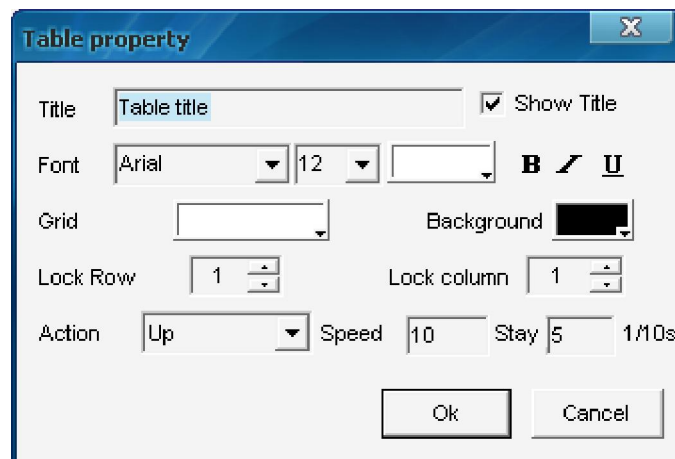 Table property X
Title Table title Show Title
Font Arial 12 B I U
Grid Background
Lock Row 1 Lock column 1
Action Up Speed 10 Stay 5 1/10s
Ok Cancel